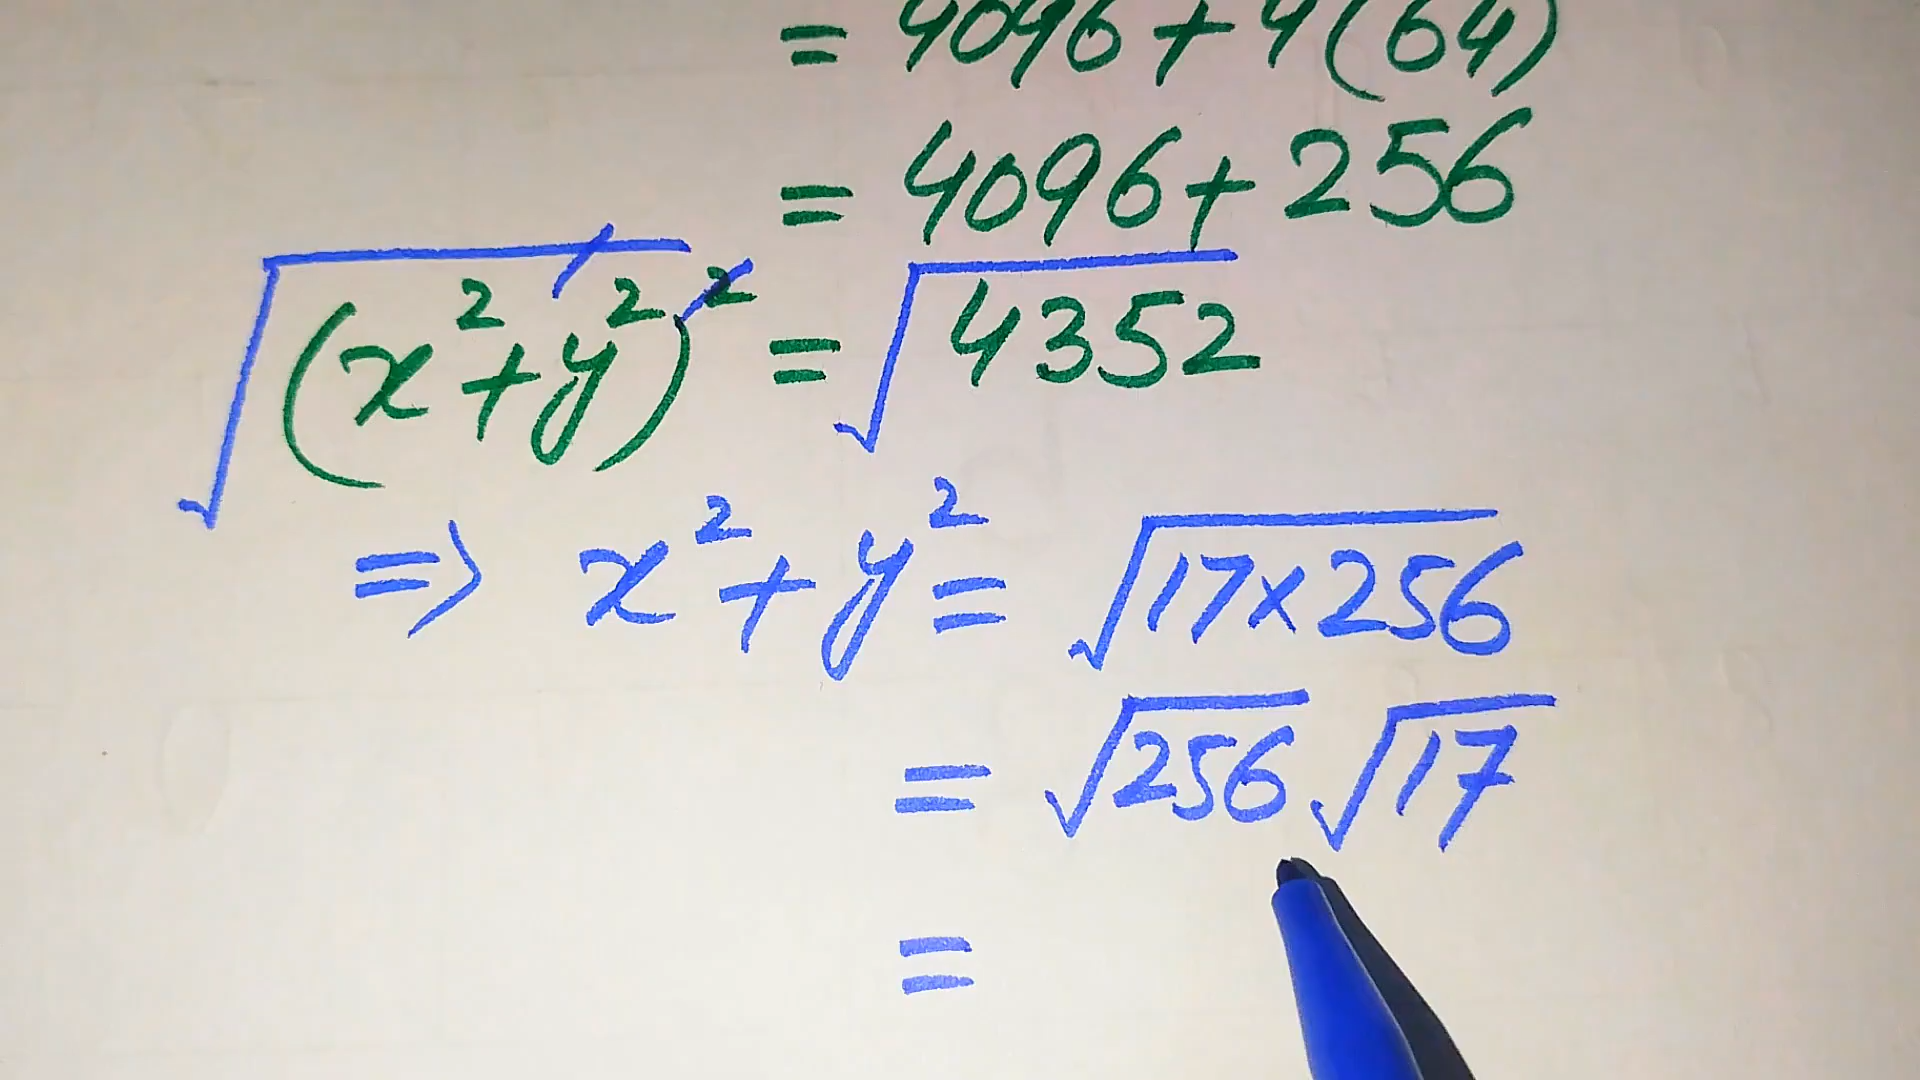 = 4096 + 4(64)
= 4096 + 256
√(x²+y²)² = √4352
⇒ x² + y² = √17×256
= √256 √17
=